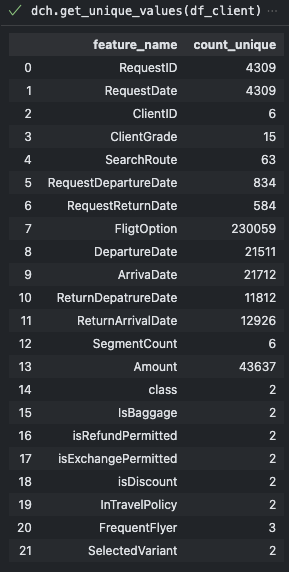 dch.get_unique_values(df_client) ...
feature_name count_unique
0 RequestID 4309
1 RequestDate 4309
2 ClientID 6
3 ClientGrade 15
4 SearchRoute 63
5 RequestDepartureDate 834
6 RequestReturnDate 584
7 FligtOption 230059
8 DepartureDate 21511
9 ArrivaDate 21712
10 ReturnDepatrureDate 11812
11 ReturnArrivalDate 12926
12 SegmentCount 6
13 Amount 43637
14 class 2
15 IsBaggage 2
16 isRefundPermitted 2
17 isExchangePermitted 2
18 isDiscount 2
19 InTravelPolicy 2
20 FrequentFlyer 3
21 SelectedVariant 2